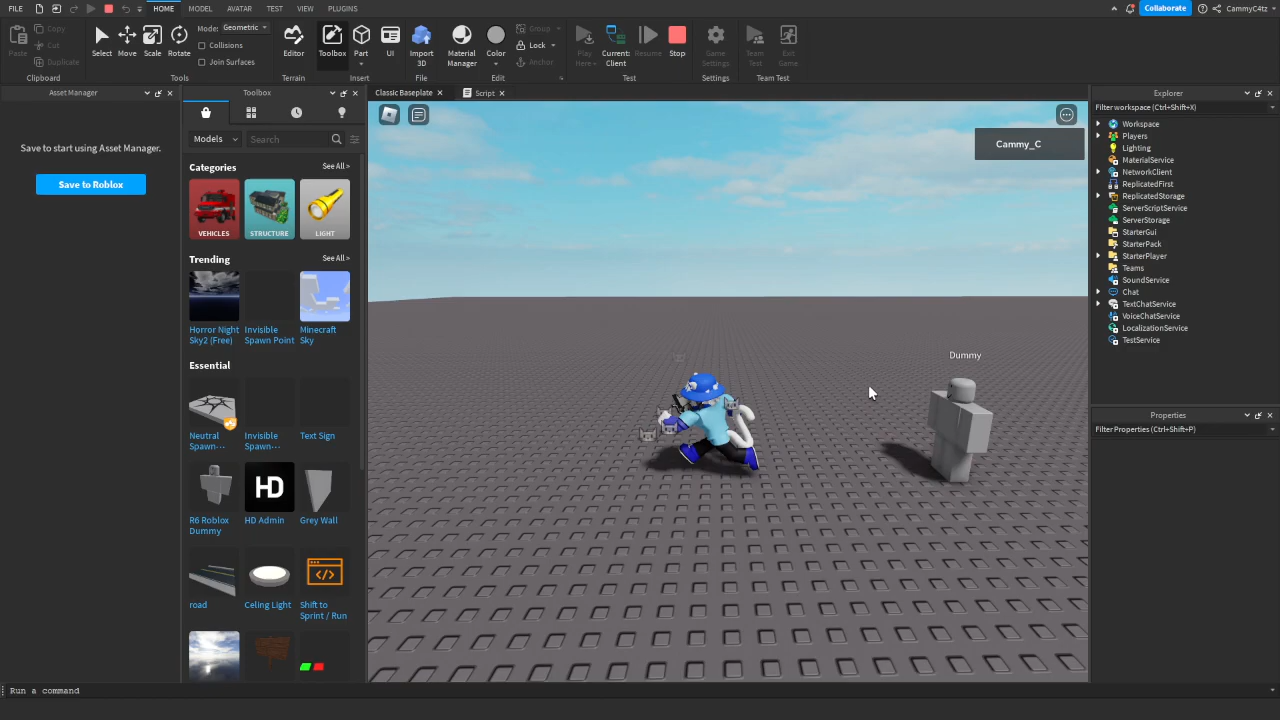 FILE
HOME
MODEL
AVATAR
TEST
VIEW
PLUGINS
Collaborate
CammyC4tz
Paste
Copy
Cut
Duplicate
Clipboard
Select
Move
Scale
Rotate
Mode: Geometric
Collisions
Join Surfaces
Tools
Editor
Terrain
Toolbox
Part
UI
Insert
Import
3D
File
Material
Manager
Color
Group
Lock
Anchor
Edit
Play
Here
Current:
Client
Resume
Stop
Test
Game
Settings
Settings
Team
Test
Exit
Game
Team Test
Asset Manager
Save to start using Asset Manager.
Save to Roblox
Toolbox
Models
Search
Categories
See All >
VEHICLES
STRUCTURE
LIGHT
Trending
See All >
Horror Night
Sky2 (Free)
Invisible
Spawn Point
Minecraft
Sky
Essential
Neutral
Spawn···
Invisible
Spawn···
Text Sign
R6 Roblox
Dummy
HD
HD Admin
Grey Wall
road
Celing Light
Shift to
Sprint / Run
Classic Baseplate
Script
Cammy_C
Dummy
Explorer
Filter workspace (Ctrl+Shift+X)
Workspace
Players
Lighting
MaterialService
NetworkClient
ReplicatedFirst
ReplicatedStorage
ServerScriptService
ServerStorage
StarterGui
StarterPack
StarterPlayer
Teams
SoundService
Chat
TextChatService
VoiceChatService
LocalizationService
TestService
Properties
Filter Properties (Ctrl+Shift+P)
Run a command